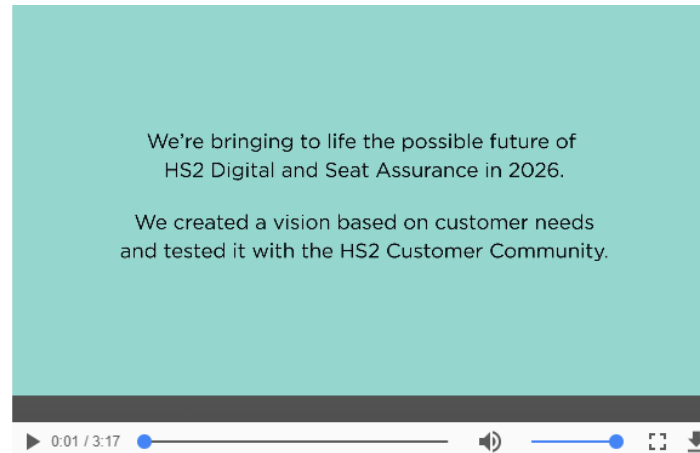 We're bringing to life the possible future of
HS2 Digital and Seat Assurance in 2026.
We created a vision based on customer needs
and tested it with the HS2 Customer Community.
0:01 / 3:17